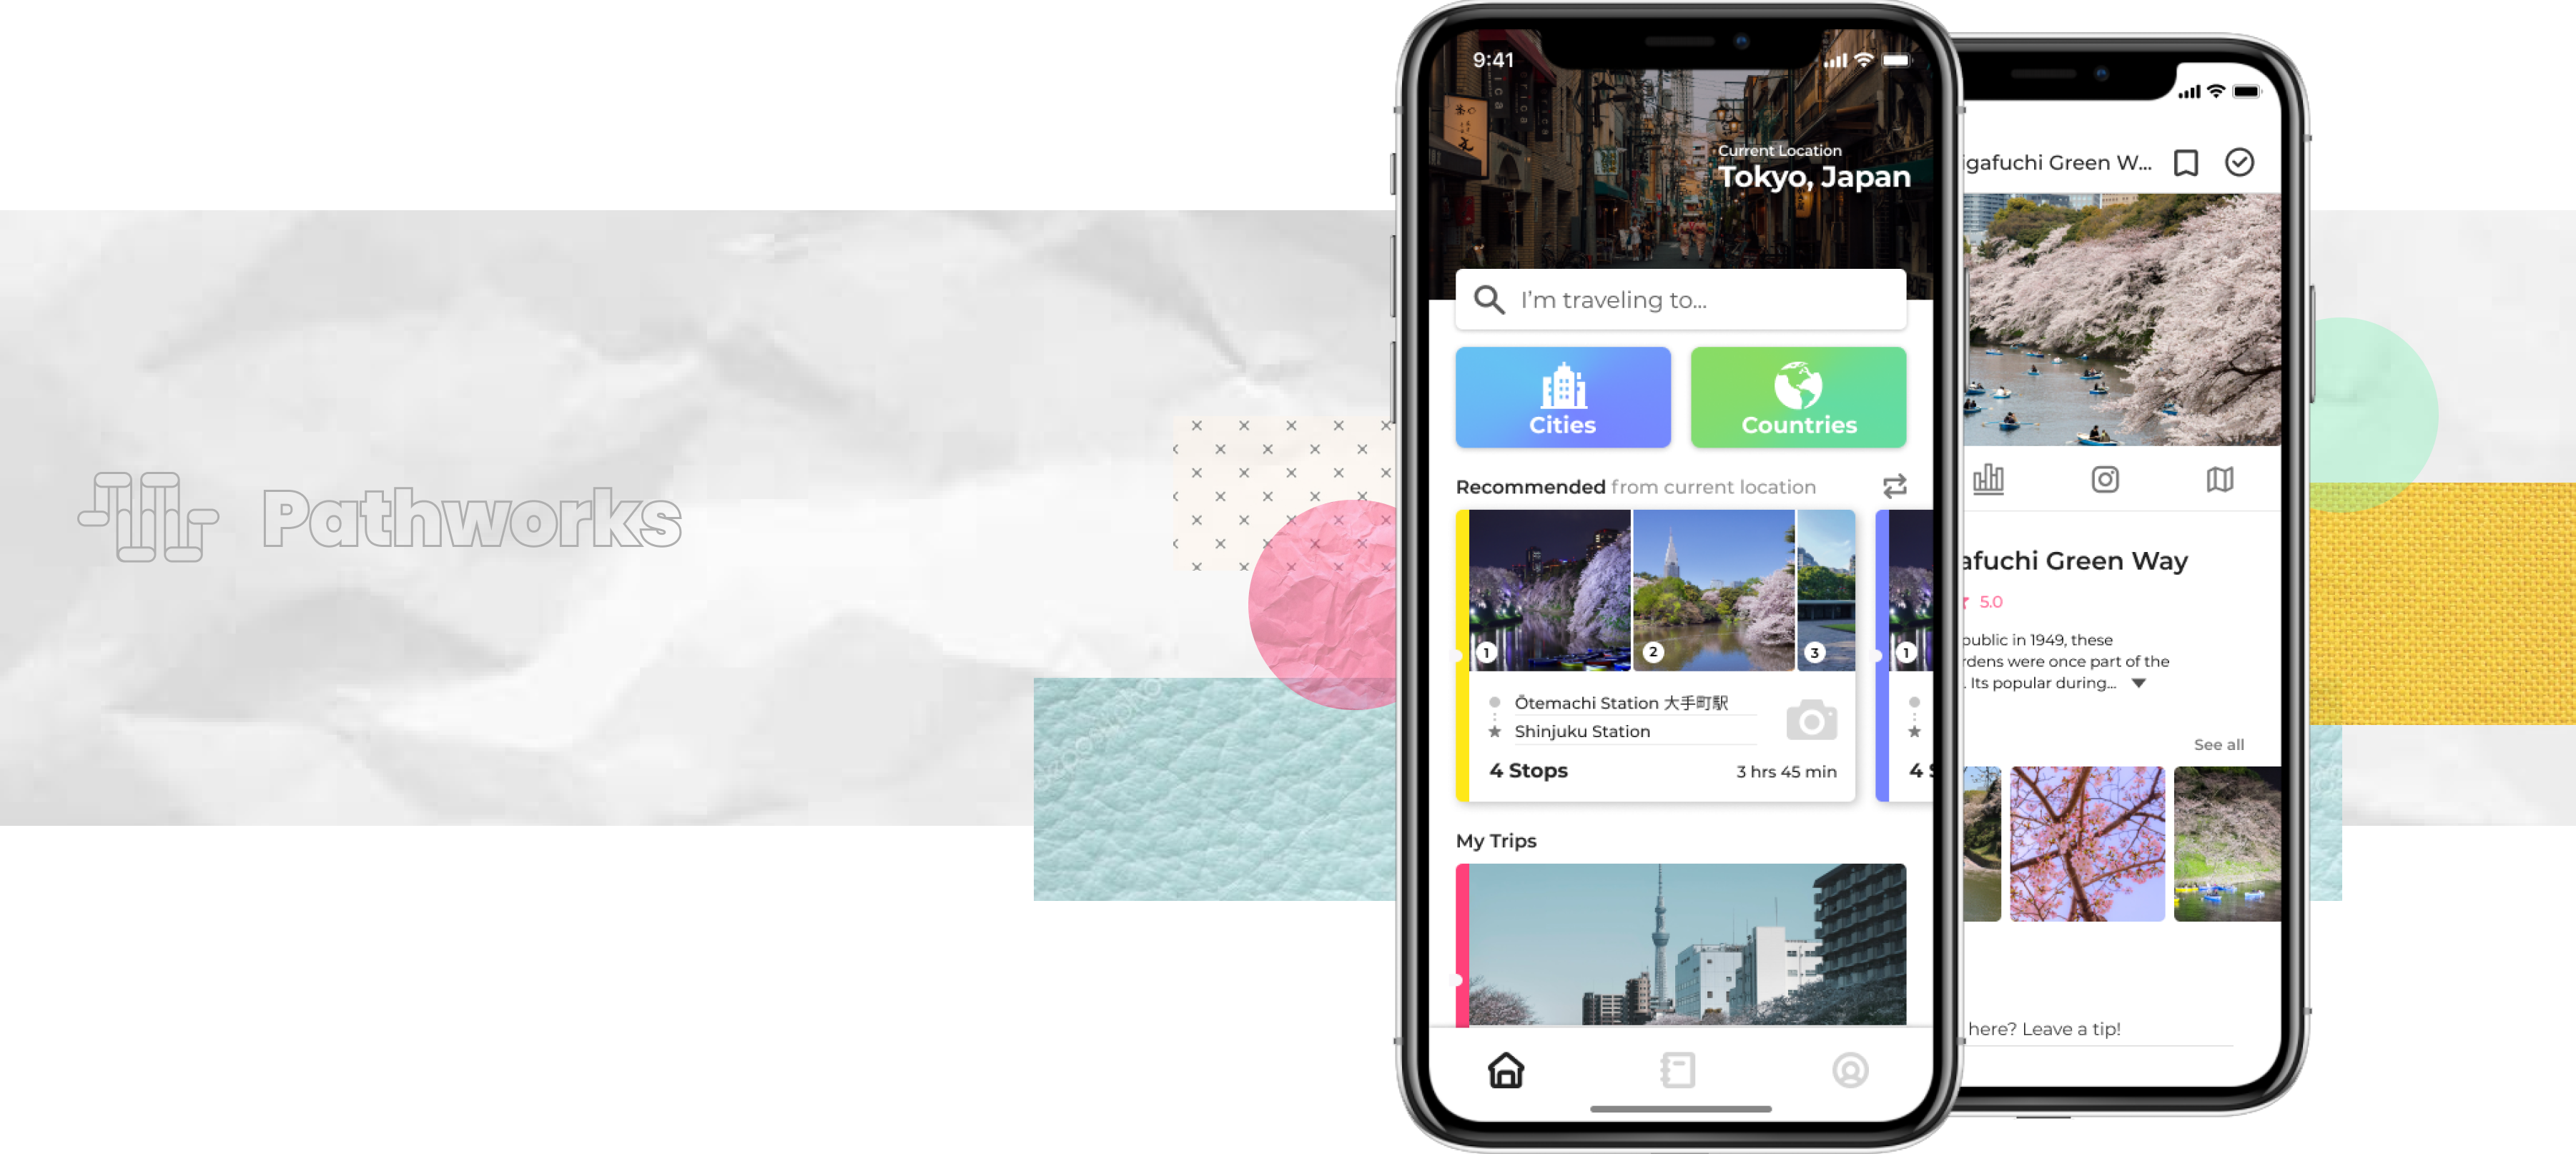 Pathworks
9:41
Current Location
Tokyo, Japan
I'm traveling to...
Cities
Countries
Recommended from current location
1
2
3
1
Ōtemachi Station 大手町駅
Shinjuku Station
4 Stops
3 hrs 45 min
4
My Trips
igafuchi Green W...
afuchi Green Way
5.0
public in 1949, these
rdens were once part of the
. Its popular during...
See all
here? Leave a tip!